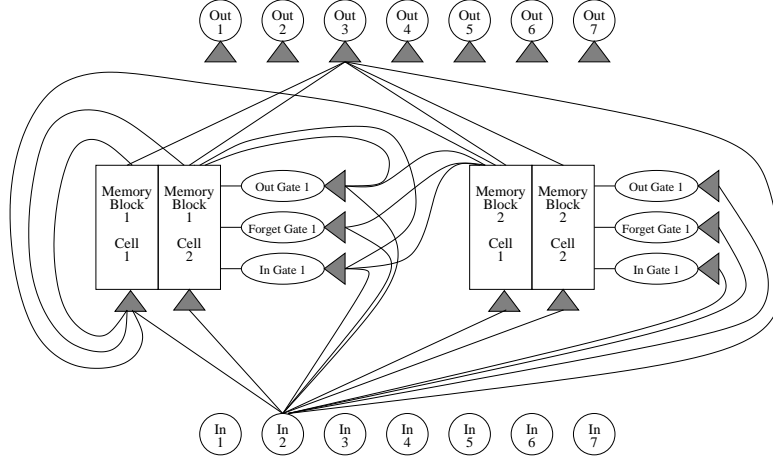 Out 1 Out 2 Out 3 Out 4 Out 5 Out 6 Out 7
Memory Block 1 Cell 1
Memory Block 1 Cell 2
Out Gate 1
Forget Gate 1
In Gate 1
Memory Block 2 Cell 1
Memory Block 2 Cell 2
Out Gate 1
Forget Gate 1
In Gate 1
In 1 In 2 In 3 In 4 In 5 In 6 In 7